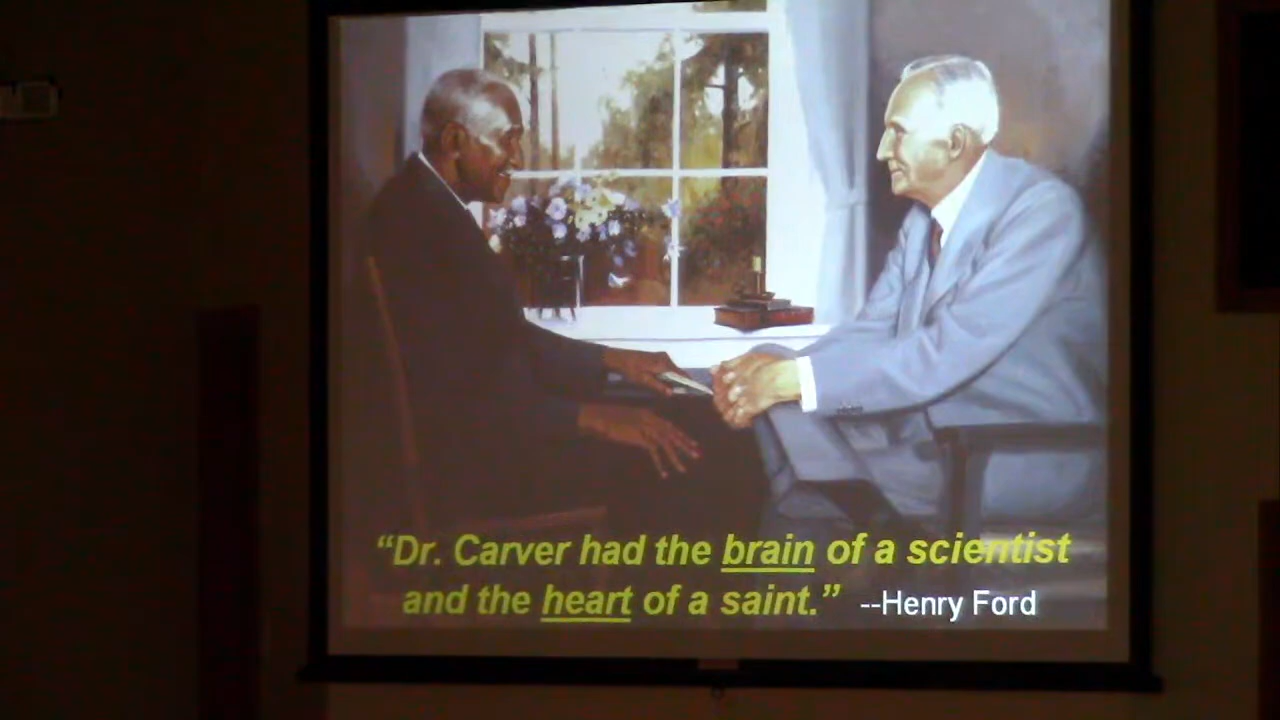 “Dr. Carver had the brain of a scientist
and the heart of a saint.” --Henry Ford